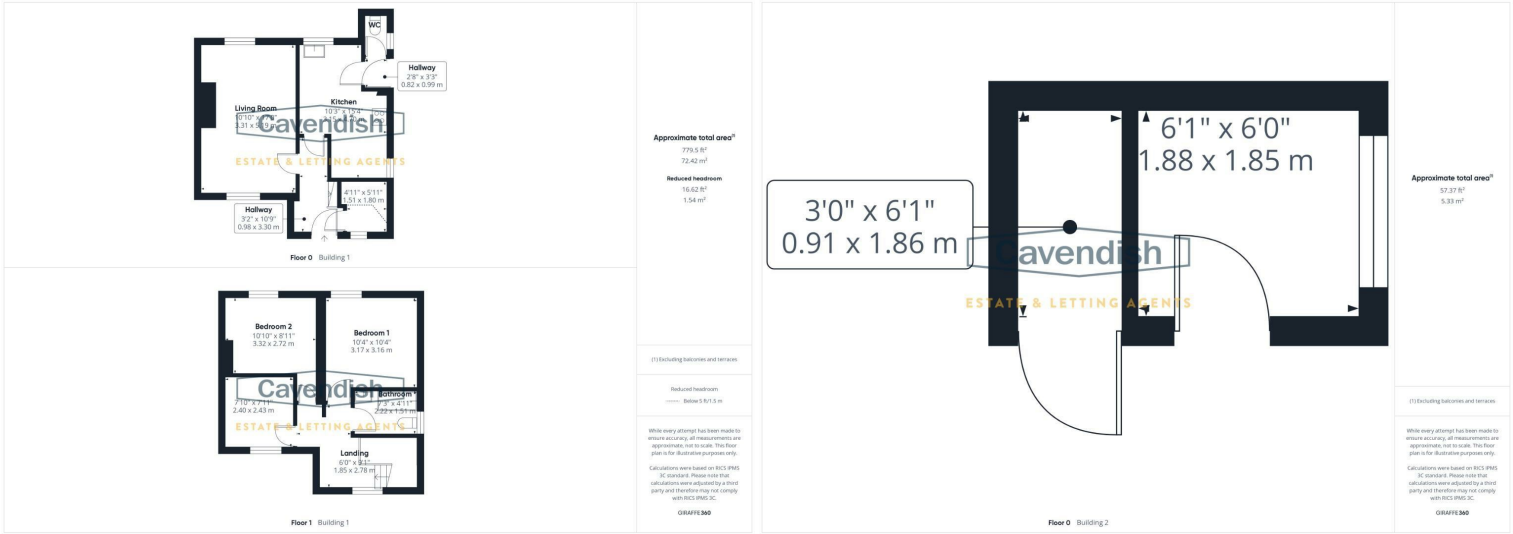 WC
Hallway
2'8" x 3'3"
0.82 x 0.99 m
Living Room
3.31 x
Kitchen
Cavendish
ESTATE & LETTING AGENTS
4'11" x 5'11"
1.51 x 1.80 m
Hallway
3'2" x 10'9"
0.98 x 3.30 m
Floor 0 Building 1
Bedroom 2
10'10" x 8'11"
3.32 x 2.72 m
Bedroom 1
10'4" x 10'4"
3.17 x 3.16 m
Cavendish
7'10" x 7'11"
2.40 x 2.43 m
Bathroom
7'3" x 4'11"
2.22 x 1.51 m
ESTATE & LETTING AGENTS
Landing
6'0" x 9'1"
1.85 x 2.78 m
Floor 1 Building 1
Approximate total area(1)
779.5 ft²
72.42 m²
Reduced headroom
16.62 ft²
1.54 m²
(1) Excluding balconies and terraces
Reduced headroom
Below 5 ft/1.5 m
While every attempt has been made to
ensure accuracy, all measurements are
approximate, not to scale. This floor
plan is for illustrative purposes only.
Calculations were based on RICS IPMS
3C standard. Please note that
calculations were adjusted by a third
party and therefore may not comply
with RICS IPMS 3C.
GIRAFFE360
6'1" x 6'0"
1.88 x 1.85 m
3'0" x 6'1"
0.91 x 1.86 m
Cavendish
ESTATE & LETTING AGENTS
Floor 0 Building 2
Approximate total area(1)
57.37 ft²
5.33 m²
(1) Excluding balconies and terraces
While every attempt has been made to
ensure accuracy, all measurements are
approximate, not to scale. This floor
plan is for illustrative purposes only.
Calculations were based on RICS IPMS
3C standard. Please note that
calculations were adjusted by a third
party and therefore may not comply
with RICS IPMS 3C.
GIRAFFE360